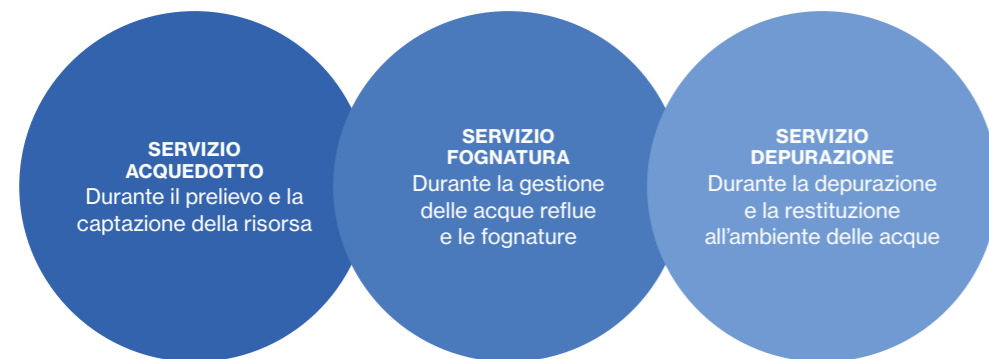 SERVIZIO
ACQUEDOTTO
Durante il prelievo e la
captazione della risorsa
SERVIZIO
FOGNATURA
Durante la gestione
delle acque reflue
e le fognature
SERVIZIO
DEPURAZIONE
Durante la depurazione
e la restituzione
all’ambiente delle acque